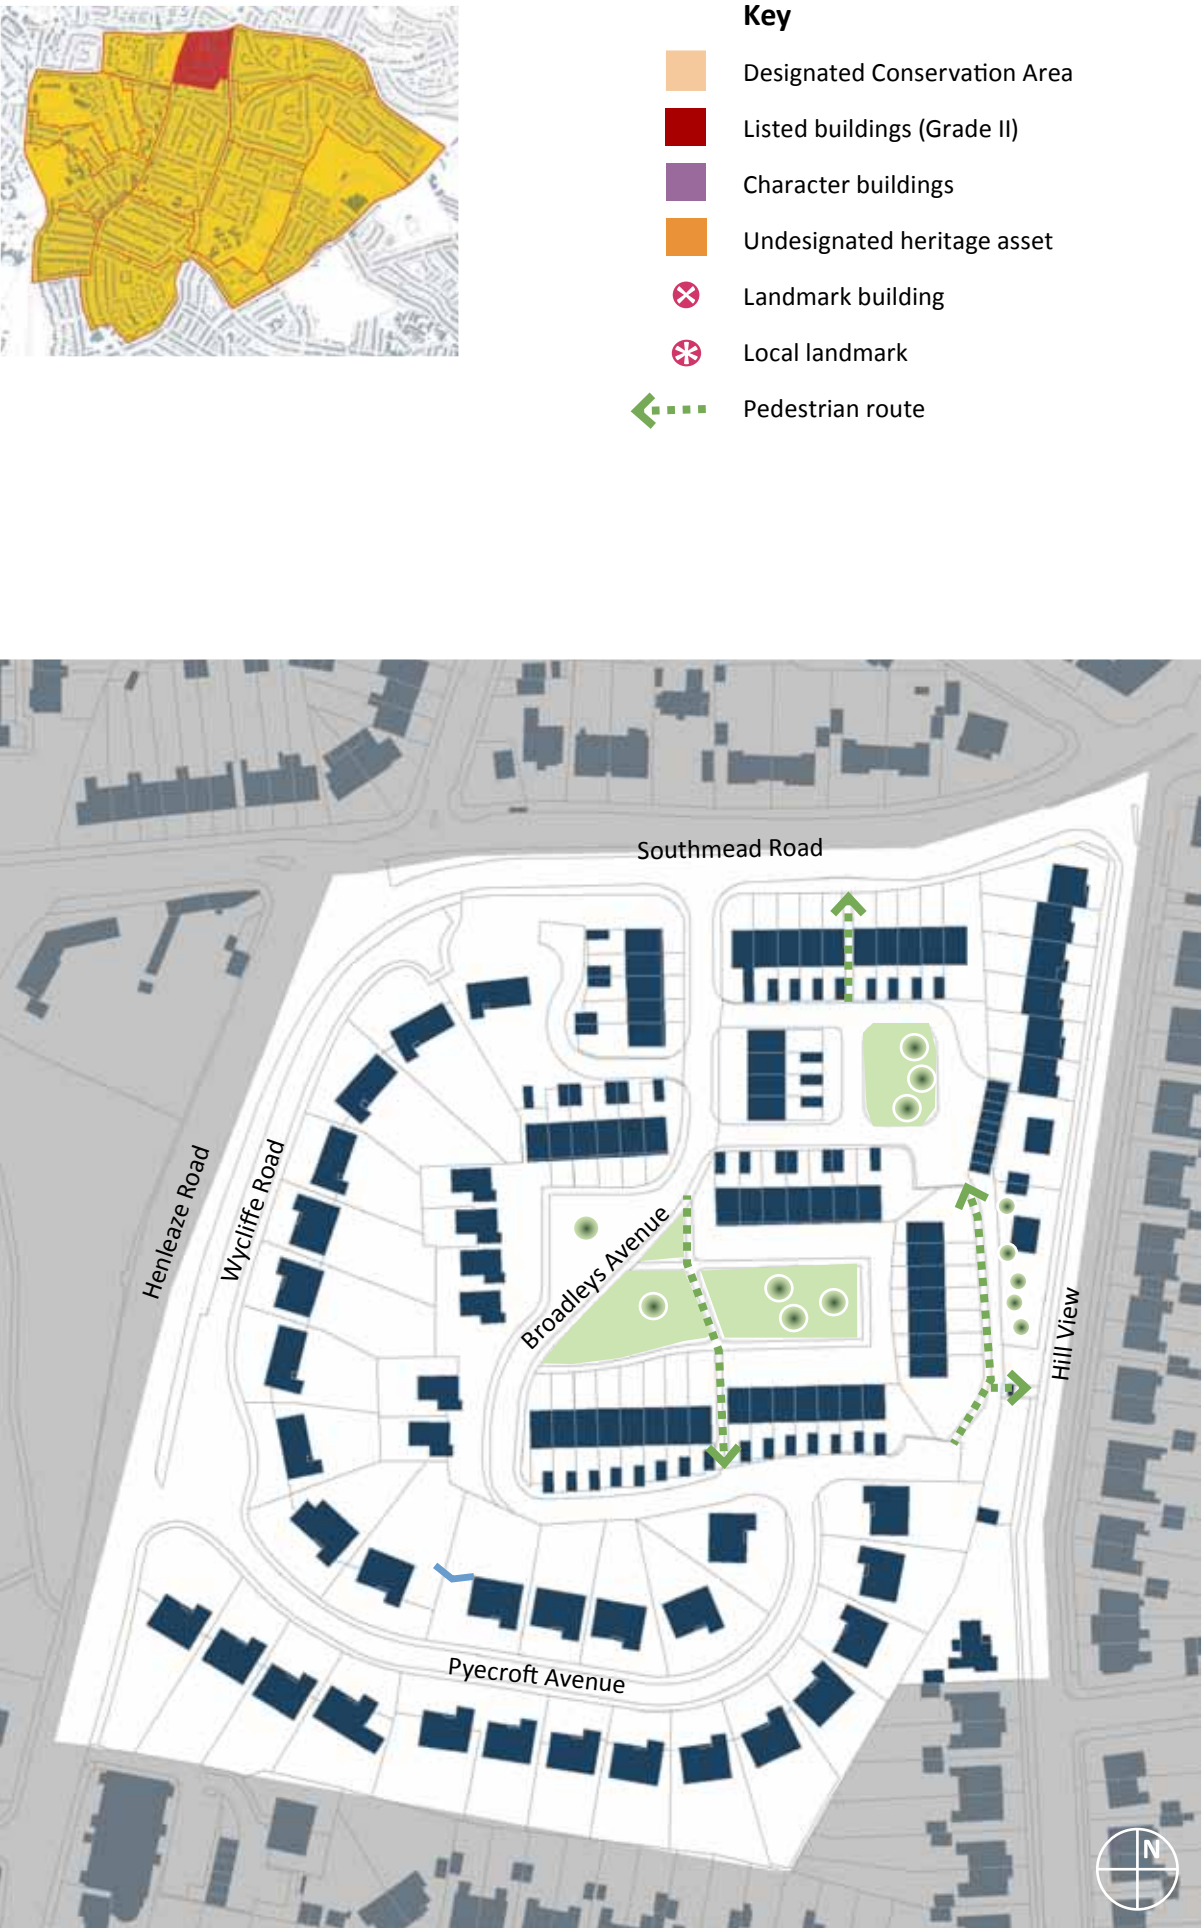 Key
Designated Conservation Area
Listed buildings (Grade II)
Character buildings
Undesignated heritage asset
Landmark building
Local landmark
Pedestrian route
Southmead Road
Henleaze Road
Wycliffe Road
Broadleys Avenue
Hill View
Pyecroft Avenue
N